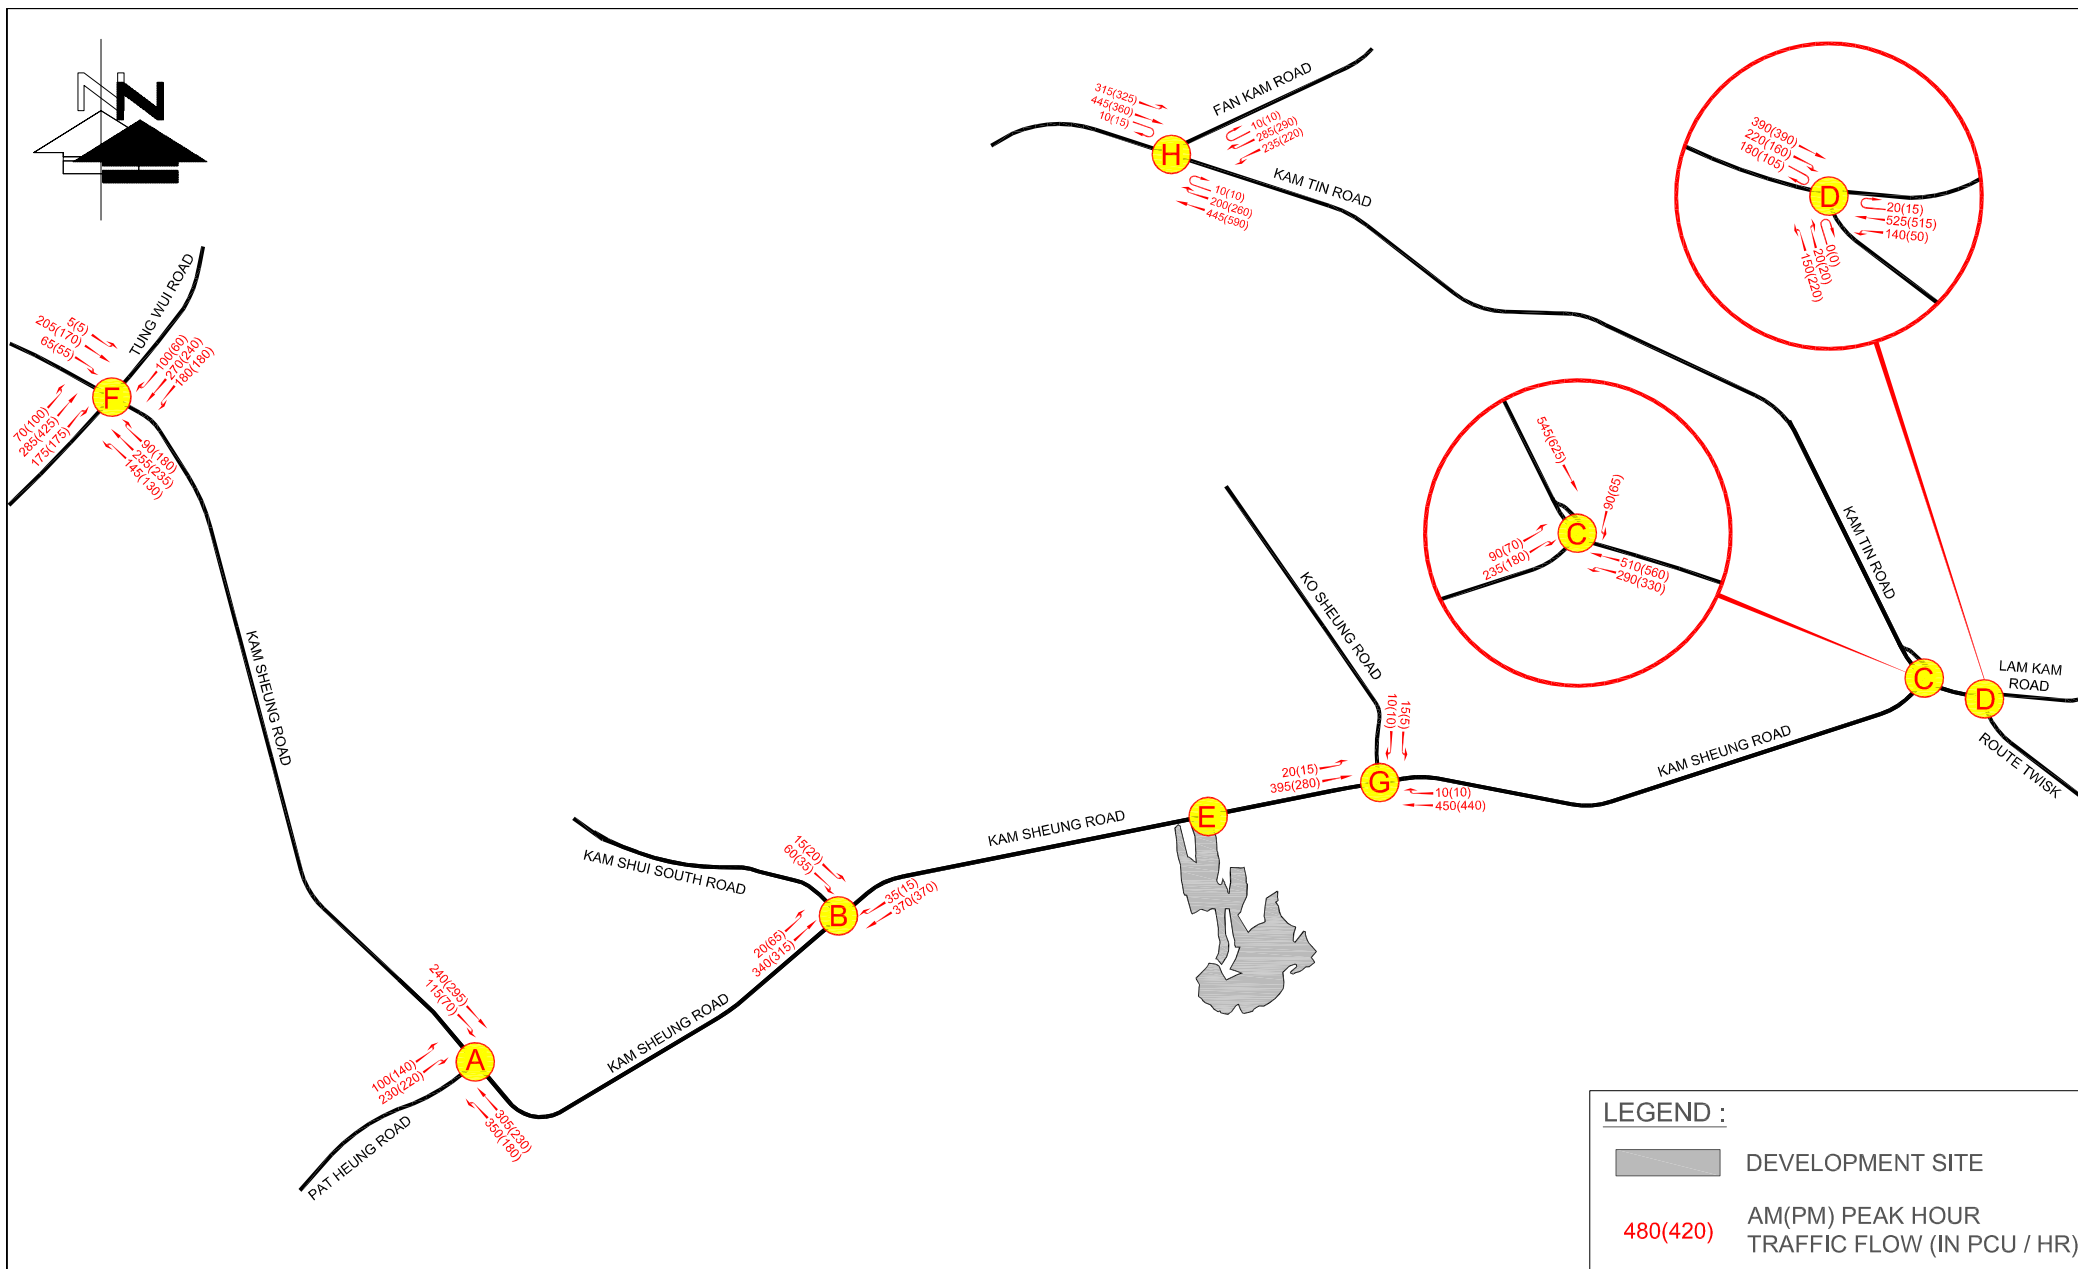 N
FAN KAM ROAD
315(325)
445(360)
10(15)
10(10)
285(290)
235(220)
H
KAM TIN ROAD
10(10)
200(260)
445(590)
390(390)
220(160)
180(105)
D
20(15)
525(515)
140(50)
0(0)
20(20)
150(220)
TUNG WUI ROAD
5(5)
205(170)
65(55)
100(60)
270(240)
180(180)
F
70(100)
285(425)
175(175)
90(180)
255(235)
145(130)
545(625)
90(65)
C
90(70)
235(180)
510(560)
290(330)
KAM TIN ROAD
KO SHEUNG ROAD
KAM SHEUNG ROAD
LAM KAM
ROAD
C
D
ROUTE TWISK
KAM SHEUNG ROAD
15(5)
10(10)
20(15)
395(280)
G
10(10)
450(440)
E
KAM SHEUNG ROAD
KAM SHUI SOUTH ROAD
15(20)
60(35)
35(15)
370(370)
B
20(65)
340(315)
KAM SHEUNG ROAD
240(295)
115(70)
A
100(140)
230(220)
305(230)
350(180)
PAT HEUNG ROAD
LEGEND :
DEVELOPMENT SITE
480(420)
AM(PM) PEAK HOUR
TRAFFIC FLOW (IN PCU / HR)